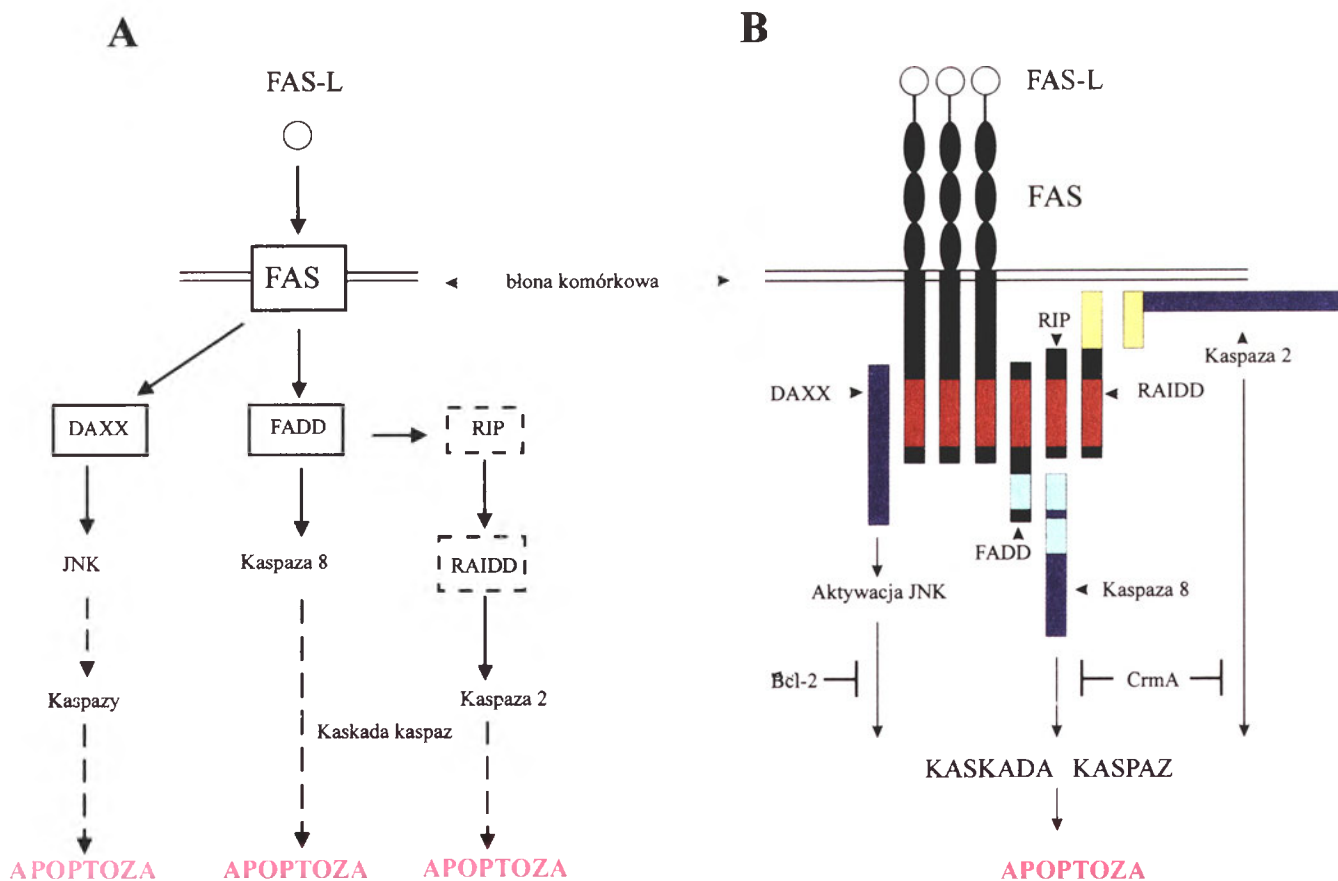 A
FAS-L
FAS
błona komórkowa
DAXX
FADD
RIP
JNK
Kaspaza 8
RAIDD
Kaspazy
Kaspaza 2
Kaskada kaspaz
APOPTOZA
APOPTOZA
APOPTOZA
B
FAS-L
FAS
RIP
Kaspaza 2
DAXX
RAIDD
FADD
Aktywacja JNK
Kaspaza 8
Bcl-2
CrmA
KASKADA KASPAZ
APOPTOZA